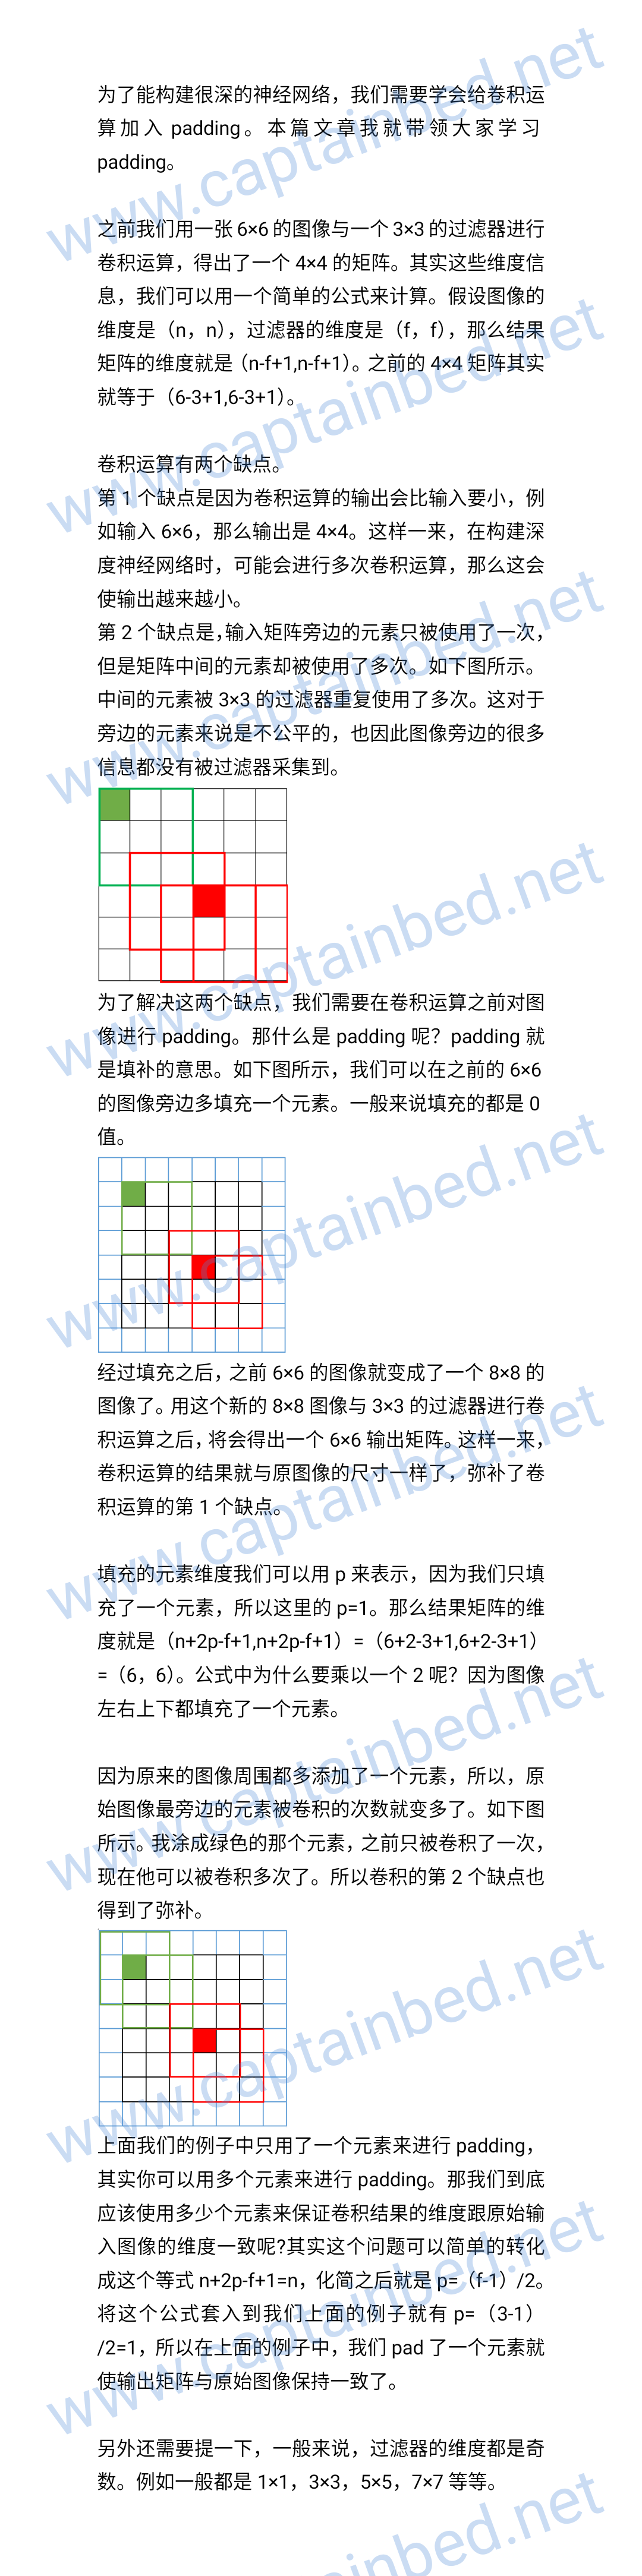 为了能构建很深的神经网络，我们需要学会给卷积运
算加入 padding。本篇文章我就带领大家学习
padding。
之前我们用一张 6×6 的图像与一个 3×3 的过滤器进行
卷积运算，得出了一个 4×4 的矩阵。其实这些维度信
息，我们可以用一个简单的公式来计算。假设图像的
维度是（n，n），过滤器的维度是（f，f），那么结果
矩阵的维度就是（n-f+1,n-f+1）。之前的 4×4 矩阵其实
就等于（6-3+1,6-3+1）。
卷积运算有两个缺点。
第 1 个缺点是因为卷积运算的输出会比输入要小，例
如输入 6×6，那么输出是 4×4。这样一来，在构建深
度神经网络时，可能会进行多次卷积运算，那么这会
使输出越来越小。
第 2 个缺点是，输入矩阵旁边的元素只被使用了一次，
但是矩阵中间的元素却被使用了多次。如下图所示。
中间的元素被 3×3 的过滤器重复使用了多次。这对于
旁边的元素来说是不公平的，也因此图像旁边的很多
信息都没有被过滤器采集到。
为了解决这两个缺点，我们需要在卷积运算之前对图
像进行 padding。那什么是 padding 呢？padding 就
是填补的意思。如下图所示，我们可以在之前的 6×6
的图像旁边多填充一个元素。一般来说填充的都是 0
值。
经过填充之后，之前 6×6 的图像就变成了一个 8×8 的
图像了。用这个新的 8×8 图像与 3×3 的过滤器进行卷
积运算之后，将会得出一个 6×6 输出矩阵。这样一来，
卷积运算的结果就与原图像的尺寸一样了，弥补了卷
积运算的第 1 个缺点。
填充的元素维度我们可以用 p 来表示，因为我们只填
充了一个元素，所以这里的 p=1。那么结果矩阵的维
度就是（n+2p-f+1,n+2p-f+1）=（6+2-3+1,6+2-3+1）
=（6，6）。公式中为什么要乘以一个 2 呢？因为图像
左右上下都填充了一个元素。
因为原来的图像周围都多添加了一个元素，所以，原
始图像最旁边的元素被卷积的次数就变多了。如下图
所示。我涂成绿色的那个元素，之前只被卷积了一次，
现在他可以被卷积多次了。所以卷积的第 2 个缺点也
得到了弥补。
上面我们的例子中只用了一个元素来进行 padding，
其实你可以用多个元素来进行 padding。那我们到底
应该使用多少个元素来保证卷积结果的维度跟原始输
入图像的维度一致呢?其实这个问题可以简单的转化
成这个等式 n+2p-f+1=n，化简之后就是 p=（f-1）/2。
将这个公式套入到我们上面的例子就有 p=（3-1）
/2=1，所以在上面的例子中，我们 pad 了一个元素就
使输出矩阵与原始图像保持一致了。
另外还需要提一下，一般来说，过滤器的维度都是奇
数。例如一般都是 1×1，3×3，5×5，7×7 等等。
www.captainbed.net
www.captainbed.net
www.captainbed.net
www.captainbed.net
www.captainbed.net
www.captainbed.net
www.captainbed.net
www.captainbed.net
www.captainbed.net
ainbed.net